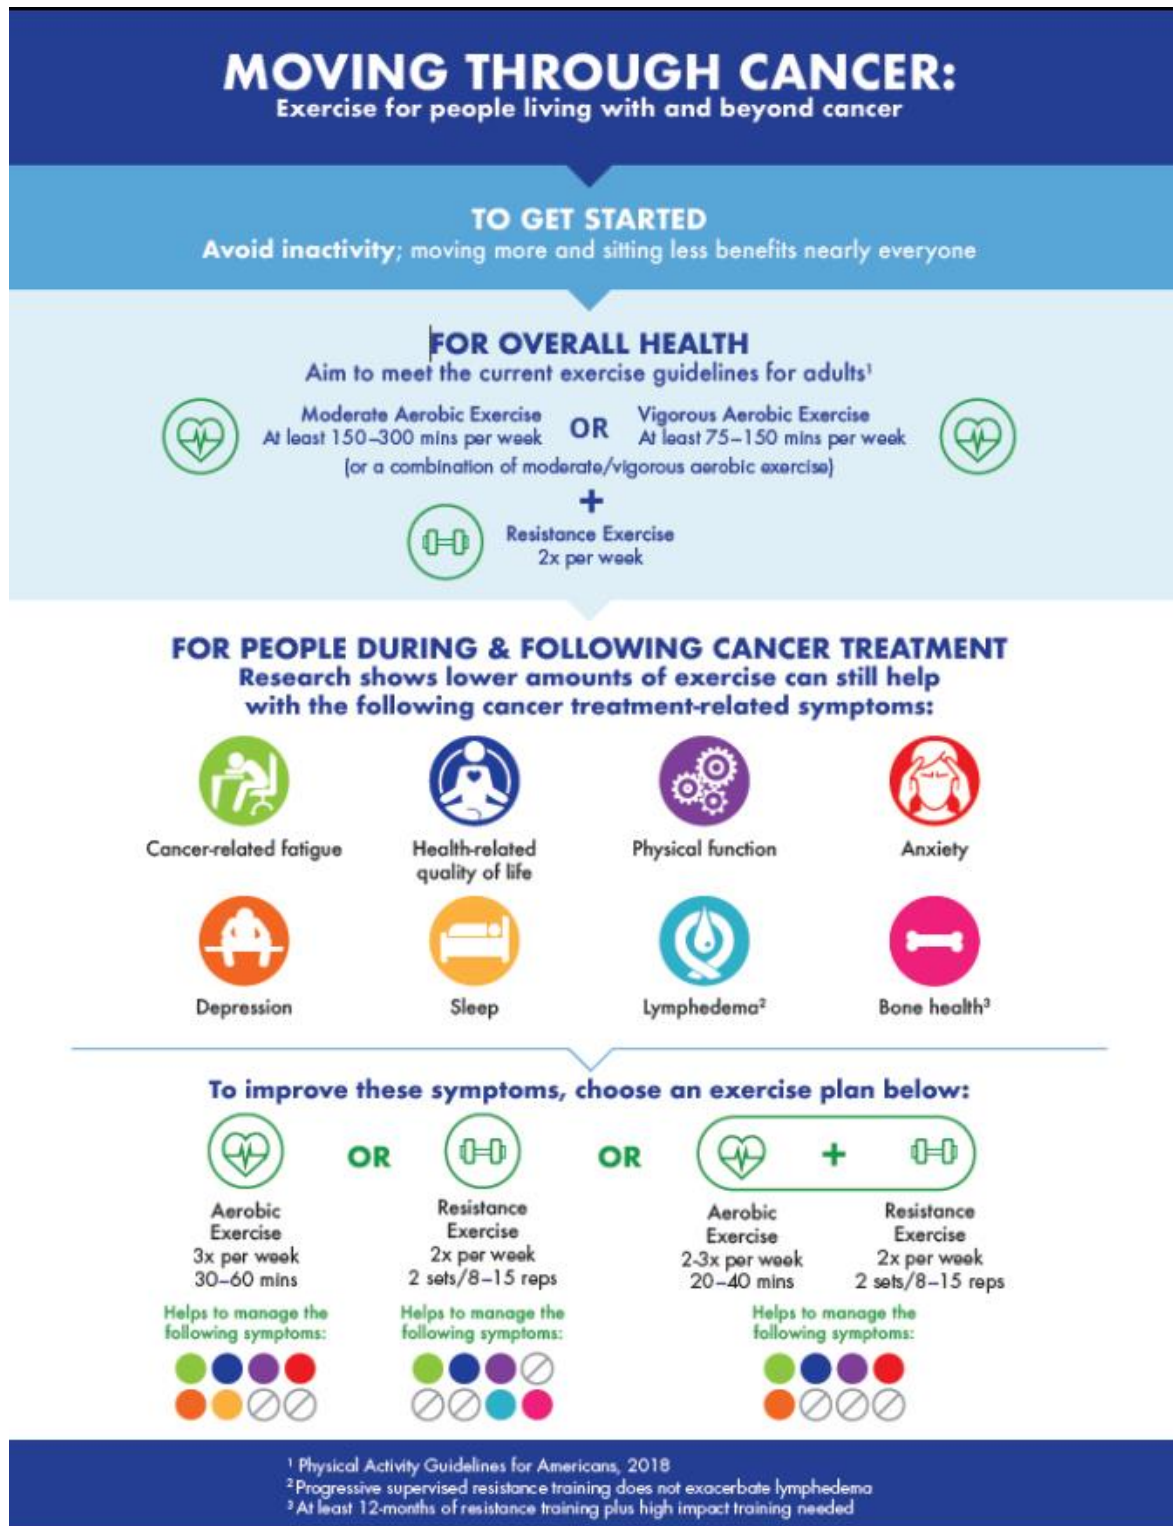 MOVING THROUGH CANCER:
Exercise for people living with and beyond cancer
TO GET STARTED
Avoid inactivity; moving more and sitting less benefits nearly everyone
FOR OVERALL HEALTH
Aim to meet the current exercise guidelines for adults¹
Moderate Aerobic Exercise
At least 150–300 mins per week
OR
Vigorous Aerobic Exercise
At least 75–150 mins per week
(or a combination of moderate/vigorous aerobic exercise)
+
Resistance Exercise
2x per week
FOR PEOPLE DURING & FOLLOWING CANCER TREATMENT
Research shows lower amounts of exercise can still help
with the following cancer treatment-related symptoms:
Cancer-related fatigue
Health-related
quality of life
Physical function
Anxiety
Depression
Sleep
Lymphedema²
Bone health³
To improve these symptoms, choose an exercise plan below:
Aerobic
Exercise
3x per week
30–60 mins
OR
Resistance
Exercise
2x per week
2 sets/8–15 reps
OR
Aerobic
Exercise
2-3x per week
20–40 mins
+
Resistance
Exercise
2x per week
2 sets/8–15 reps
Helps to manage the
following symptoms:
Helps to manage the
following symptoms:
Helps to manage the
following symptoms:
¹ Physical Activity Guidelines for Americans, 2018
² Progressive supervised resistance training does not exacerbate lymphedema
³ At least 12-months of resistance training plus high impact training needed